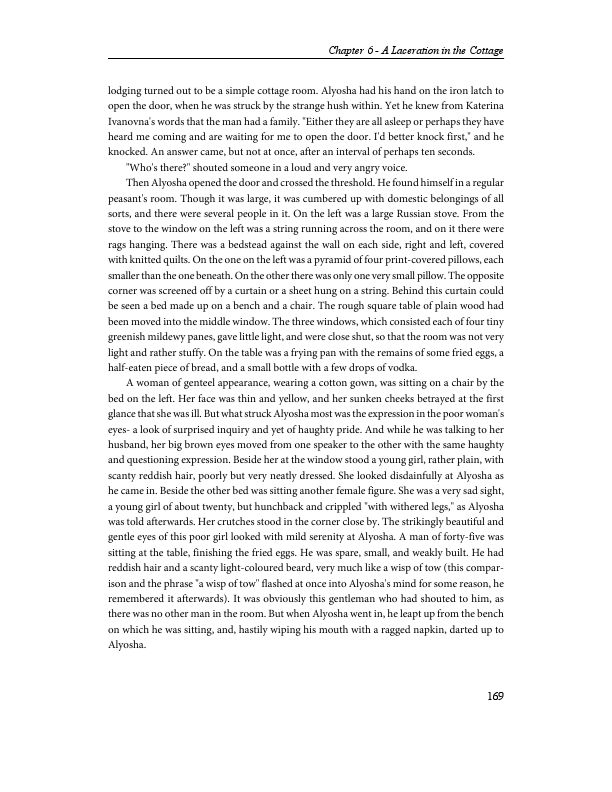 Chapter 6 - A Laceration in the Cottage
lodging turned out to be a simple cottage room. Alyosha had his hand on the iron latch to
open the door, when he was struck by the strange hush within. Yet he knew from Katerina
Ivanovna's words that the man had a family. "Either they are all asleep or perhaps they have
heard me coming and are waiting for me to open the door. I'd better knock first," and he
knocked. An answer came, but not at once, after an interval of perhaps ten seconds.
"Who's there?" shouted someone in a loud and very angry voice.
Then Alyosha opened the door and crossed the threshold. He found himself in a regular
peasant's room. Though it was large, it was cumbered up with domestic belongings of all
sorts, and there were several people in it. On the left was a large Russian stove. From the
stove to the window on the left was a string running across the room, and on it there were
rags hanging. There was a bedstead against the wall on each side, right and left, covered
with knitted quilts. On the one on the left was a pyramid of four print-covered pillows, each
smaller than the one beneath. On the other there was only one very small pillow. The opposite
corner was screened off by a curtain or a sheet hung on a string. Behind this curtain could
be seen a bed made up on a bench and a chair. The rough square table of plain wood had
been moved into the middle window. The three windows, which consisted each of four tiny
greenish mildewy panes, gave little light, and were close shut, so that the room was not very
light and rather stuffy. On the table was a frying pan with the remains of some fried eggs, a
half-eaten piece of bread, and a small bottle with a few drops of vodka.
A woman of genteel appearance, wearing a cotton gown, was sitting on a chair by the
bed on the left. Her face was thin and yellow, and her sunken cheeks betrayed at the first
glance that she was ill. But what struck Alyosha most was the expression in the poor woman's
eyes- a look of surprised inquiry and yet of haughty pride. And while he was talking to her
husband, her big brown eyes moved from one speaker to the other with the same haughty
and questioning expression. Beside her at the window stood a young girl, rather plain, with
scanty reddish hair, poorly but very neatly dressed. She looked disdainfully at Alyosha as
he came in. Beside the other bed was sitting another female figure. She was a very sad sight,
a young girl of about twenty, but hunchback and crippled "with withered legs," as Alyosha
was told afterwards. Her crutches stood in the corner close by. The strikingly beautiful and
gentle eyes of this poor girl looked with mild serenity at Alyosha. A man of forty-five was
sitting at the table, finishing the fried eggs. He was spare, small, and weakly built. He had
reddish hair and a scanty light-coloured beard, very much like a wisp of tow (this compar-
ison and the phrase "a wisp of tow" flashed at once into Alyosha's mind for some reason, he
remembered it afterwards). It was obviously this gentleman who had shouted to him, as
there was no other man in the room. But when Alyosha went in, he leapt up from the bench
on which he was sitting, and, hastily wiping his mouth with a ragged napkin, darted up to
Alyosha.
169